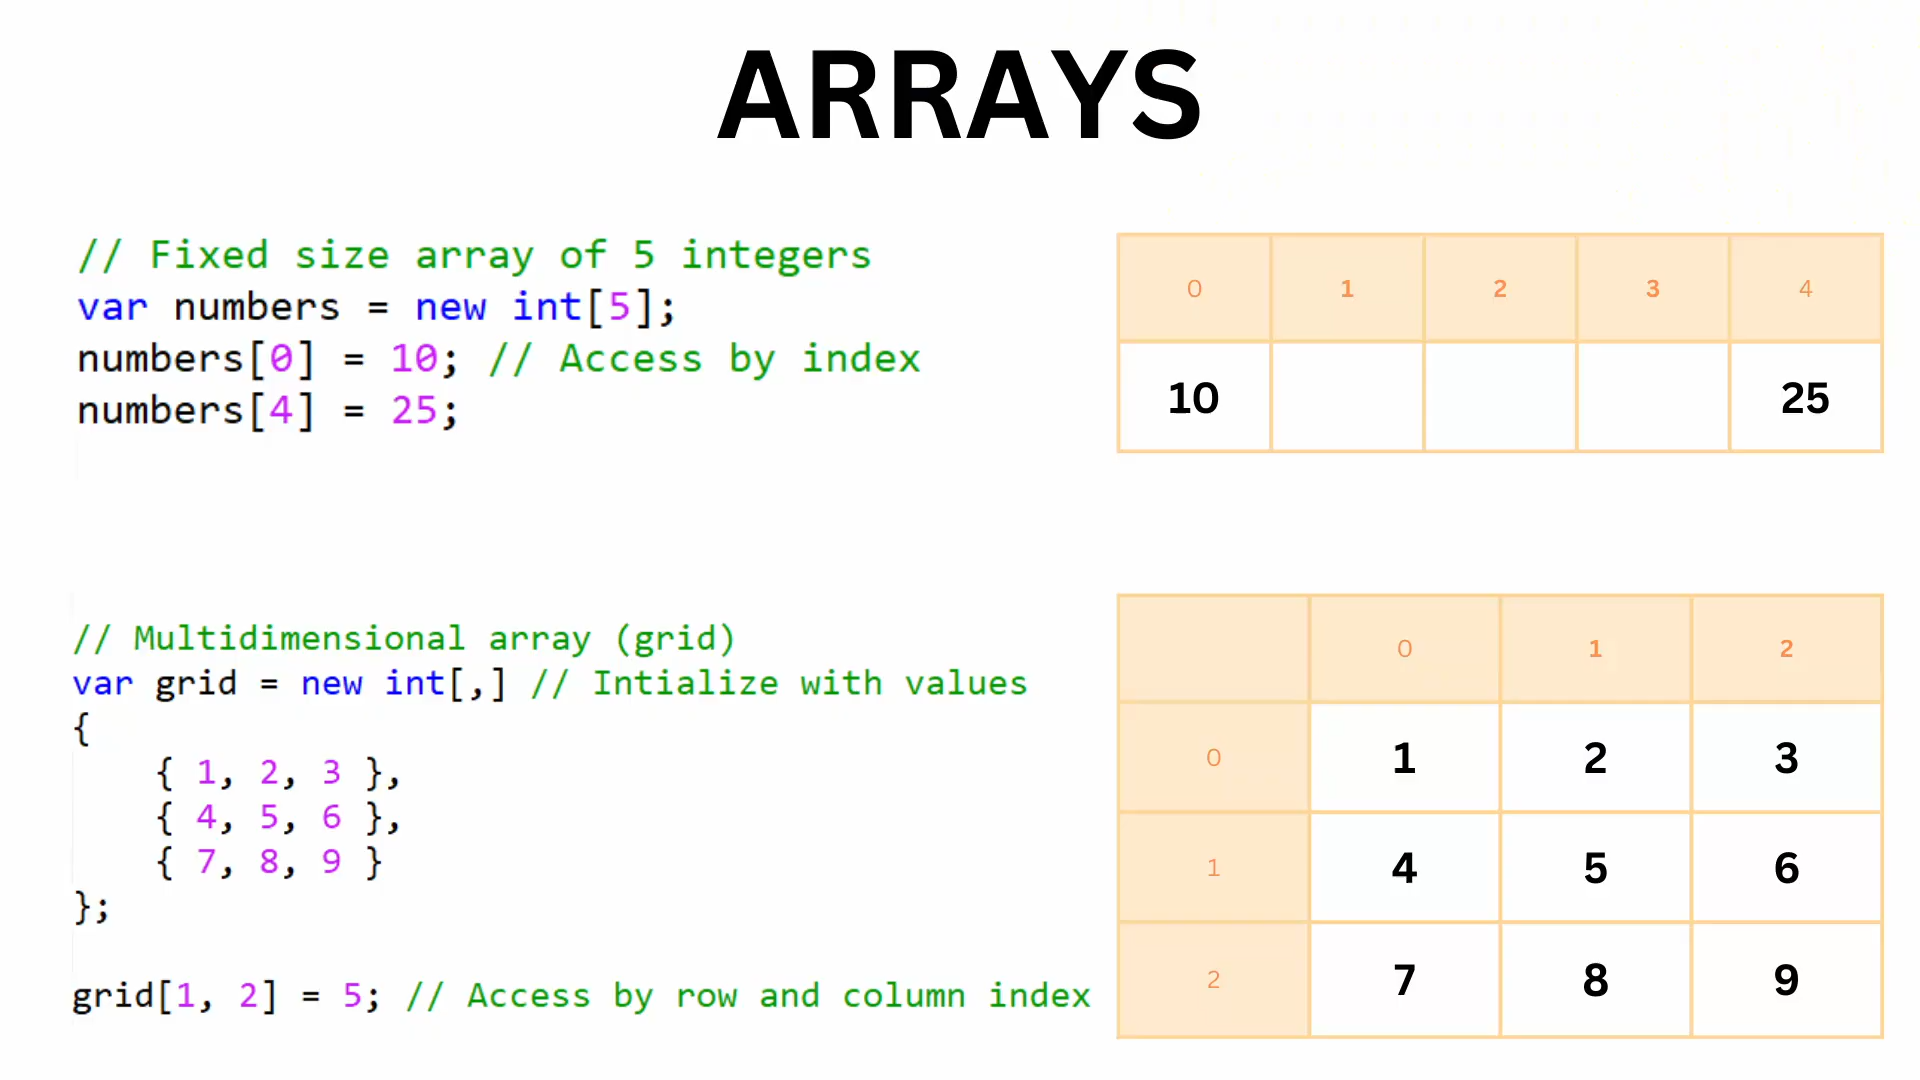 ARRAYS
// Fixed size array of 5 integers
var numbers = new int[5];
numbers[0] = 10; // Access by index
numbers[4] = 25;
0 1 2 3 4
10 25
// Multidimensional array (grid)
var grid = new int[,] // Intialize with values
{
{ 1, 2, 3 },
{ 4, 5, 6 },
{ 7, 8, 9 }
};
grid[1, 2] = 5; // Access by row and column index
0 1 2
0 1 2 3
1 4 5 6
2 7 8 9